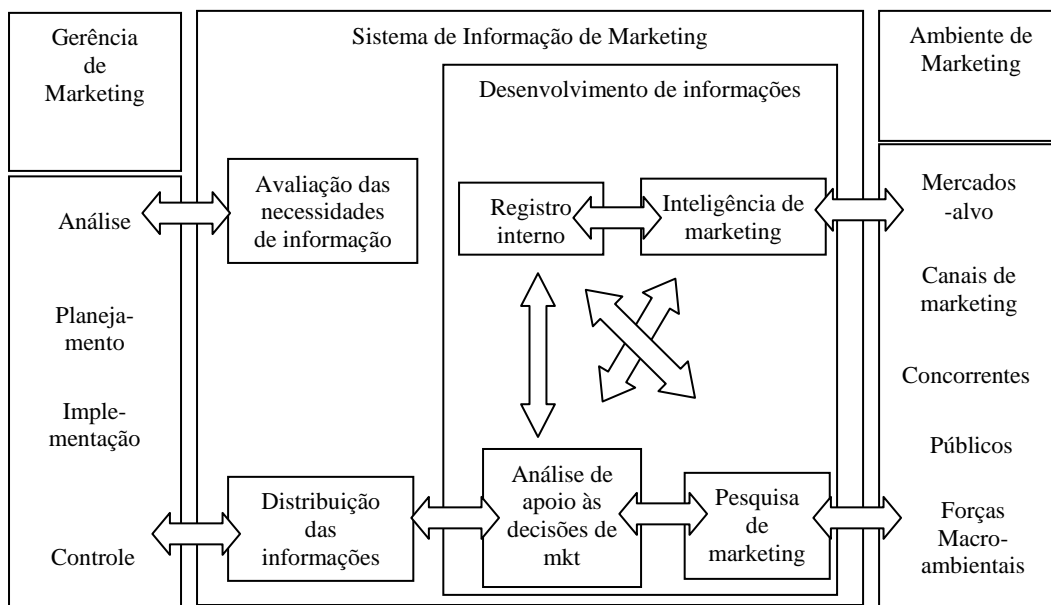 Gerência
de
Marketing
Análise
Planeja-
mento
Imple-
mentação
Controle
Sistema de Informação de Marketing
Desenvolvimento de informações
Avaliação das
necessidades
de informação
Registro
interno
Inteligência de
marketing
Distribuição
das
informações
Análise de
apoio às
decisões de
mkt
Pesquisa
de
marketing
Ambiente de
Marketing
Mercados
-alvo
Canais de
marketing
Concorrentes
Públicos
Forças
Macro-
ambientais